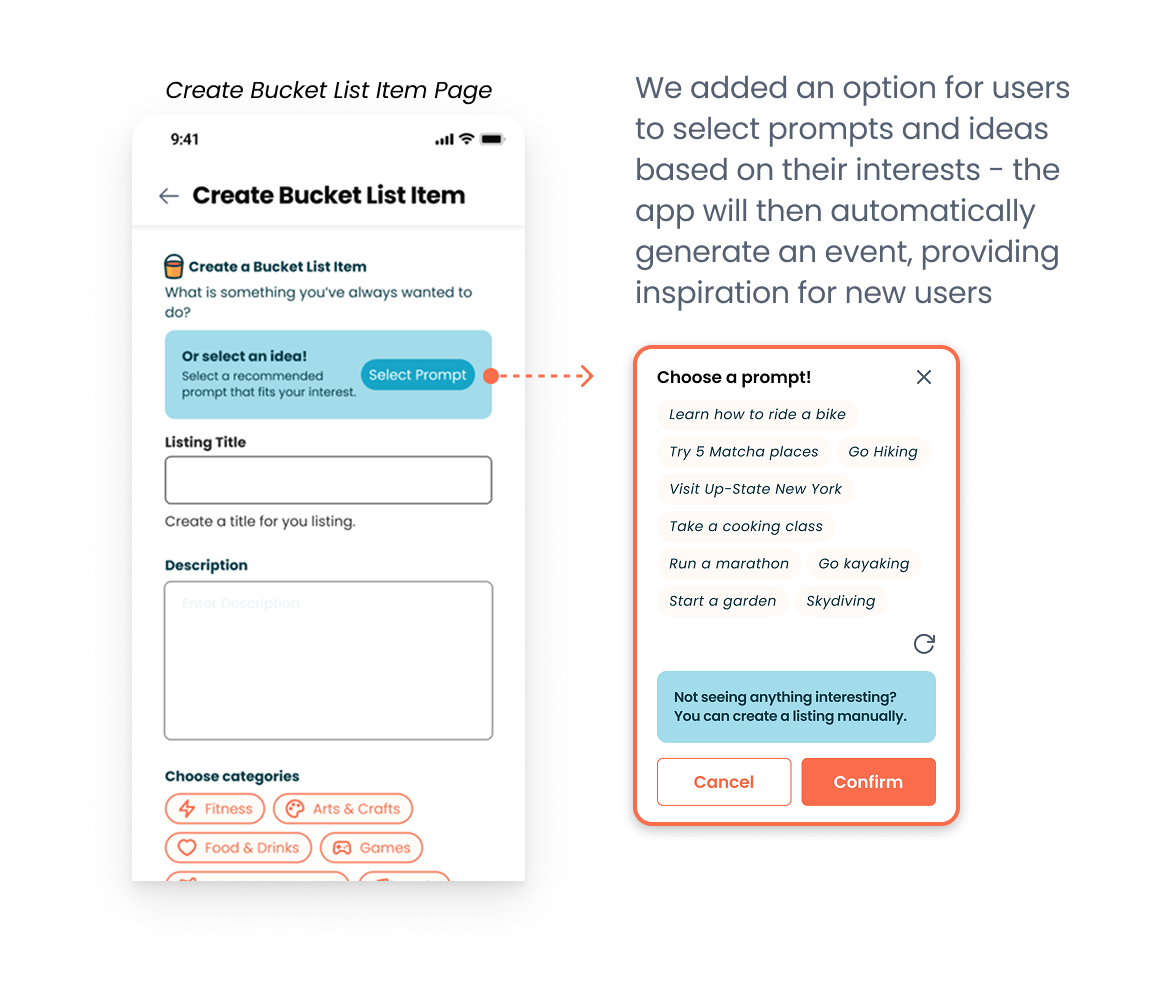 Create Bucket List Item Page
9:41
Create Bucket List Item
Create a Bucket List Item
What is something you've always wanted to
do?
Or select an idea!
Select a recommended
prompt that fits your interest.
Select Prompt
Listing Title
Create a title for you listing.
Description
Enter Description
Choose categories
Fitness
Arts & Crafts
Food & Drinks
Games
We added an option for users
to select prompts and ideas
based on their interests - the
app will then automatically
generate an event, providing
inspiration for new users
Choose a prompt!
Learn how to ride a bike
Try 5 Matcha places
Go Hiking
Visit Up-State New York
Take a cooking class
Run a marathon
Go kayaking
Start a garden
Skydiving
Not seeing anything interesting?
You can create a listing manually.
Cancel
Confirm